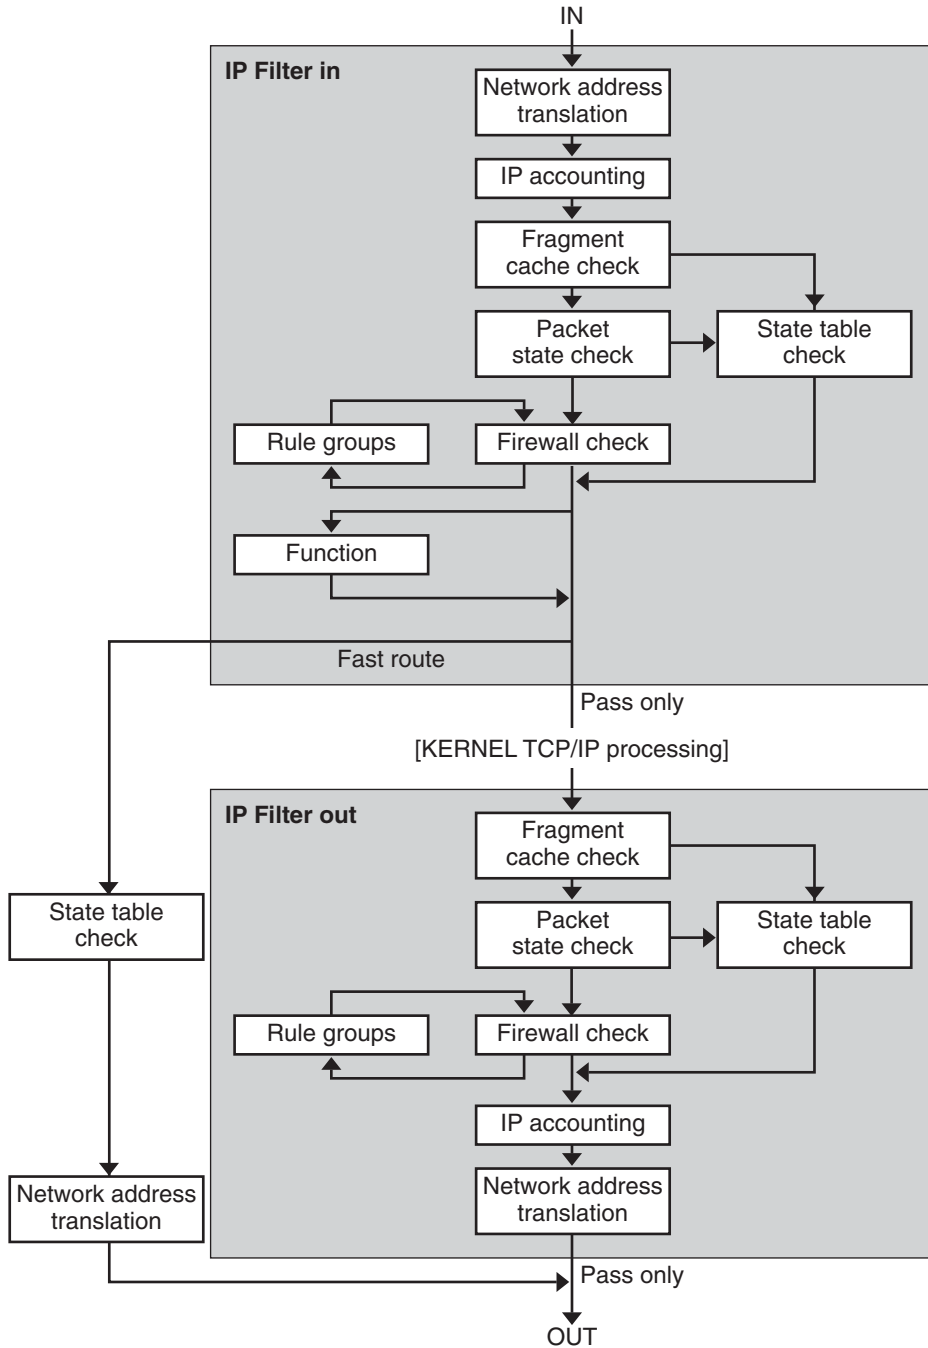 IN
IP Filter in
Network address
translation
IP accounting
Fragment
cache check
Packet
state check
State table
check
Rule groups
Firewall check
Function
Fast route
Pass only
[KERNEL TCP/IP processing]
IP Filter out
Fragment
cache check
State table
check
Packet
state check
State table
check
Rule groups
Firewall check
IP accounting
Network address
translation
Network address
translation
Pass only
OUT